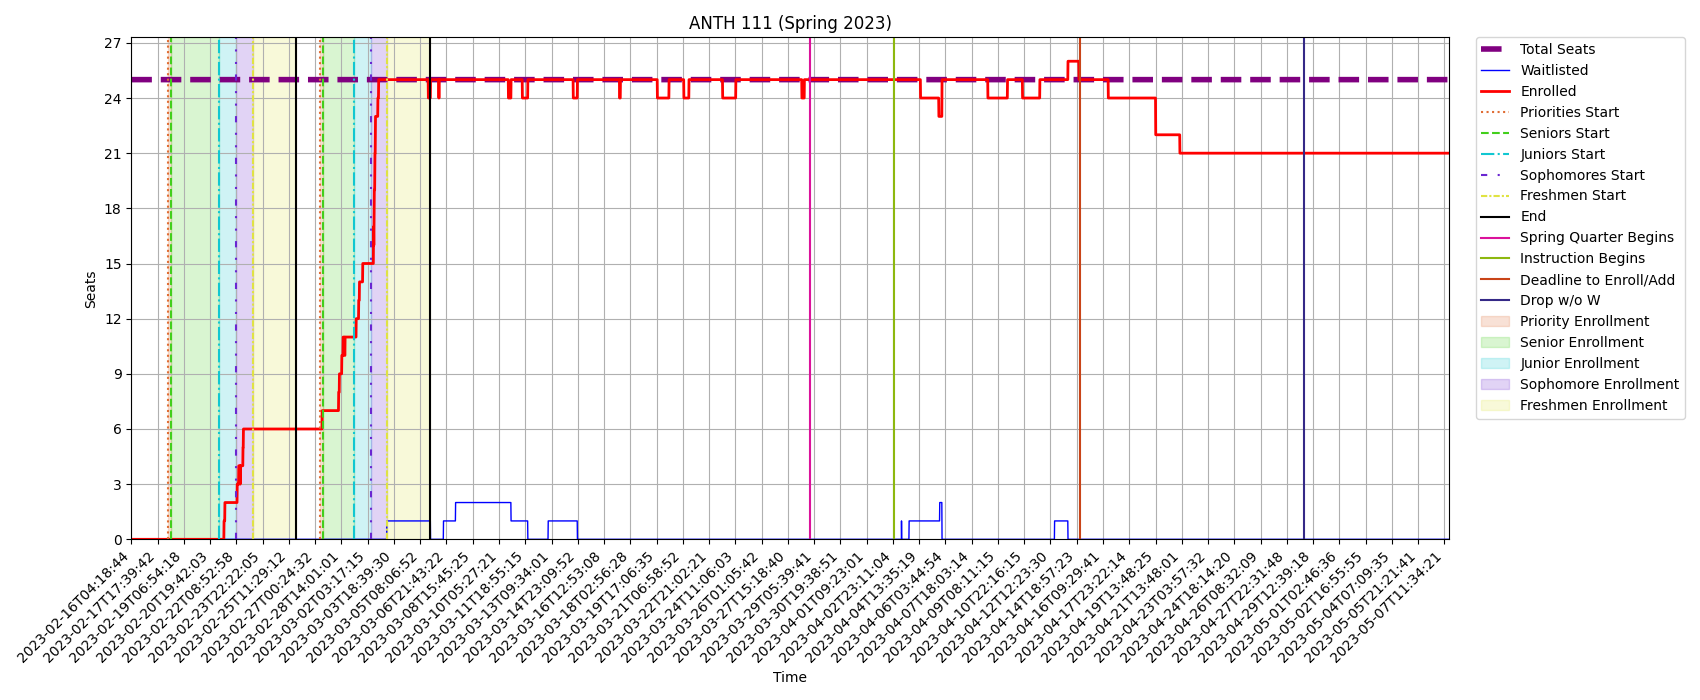 ANTH 111 (Spring 2023)
27
24
21
18
15
12
9
6
3
0
Seats
2023-02-16T04:18:44
2023-02-17T17:39:42
2023-02-19T06:54:18
2023-02-20T19:42:03
2023-02-22T08:52:58
2023-02-23T22:22:05
2023-02-25T11:29:12
2023-02-27T00:24:32
2023-02-28T14:01:01
2023-03-02T03:17:15
2023-03-03T18:39:30
2023-03-05T08:06:52
2023-03-06T21:43:22
2023-03-08T15:45:25
2023-03-10T05:27:21
2023-03-11T18:55:15
2023-03-13T09:34:01
2023-03-14T23:09:52
2023-03-16T12:53:08
2023-03-18T02:56:28
2023-03-19T17:06:35
2023-03-21T06:58:52
2023-03-22T21:02:21
2023-03-24T11:06:03
2023-03-26T01:05:42
2023-03-27T15:18:40
2023-03-29T05:39:41
2023-03-30T19:38:51
2023-04-01T09:23:01
2023-04-02T23:11:04
2023-04-04T13:35:19
2023-04-06T03:44:54
2023-04-07T18:03:14
2023-04-09T08:11:15
2023-04-10T22:16:15
2023-04-12T12:23:30
2023-04-14T18:57:23
2023-04-16T09:29:41
2023-04-17T23:22:14
2023-04-19T13:48:25
2023-04-21T13:48:01
2023-04-23T03:57:32
2023-04-24T18:14:20
2023-04-26T08:32:09
2023-04-27T22:31:48
2023-04-29T12:39:18
2023-05-01T02:46:36
2023-05-02T16:55:55
2023-05-04T07:09:35
2023-05-05T21:21:41
2023-05-07T11:34:21
Time
Total Seats
Waitlisted
Enrolled
Priorities Start
Seniors Start
Juniors Start
Sophomores Start
Freshmen Start
End
Spring Quarter Begins
Instruction Begins
Deadline to Enroll/Add
Drop w/o W
Priority Enrollment
Senior Enrollment
Junior Enrollment
Sophomore Enrollment
Freshmen Enrollment